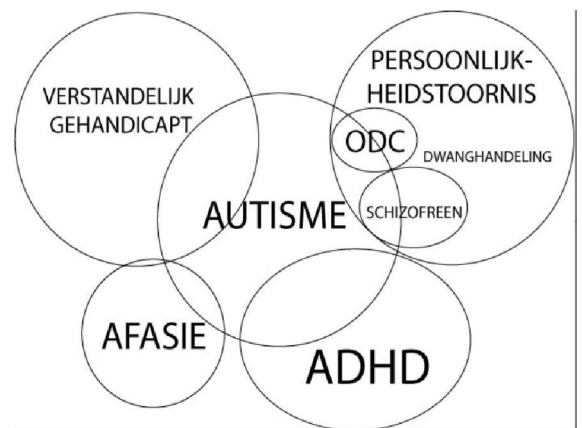 VERSTANDELIJK
GEHANDICAPT
PERSOONLIJK-
HEIDSTOORNIS
ODC
DWANGHANDELING
SCHIZOFREEN
AUTISME
AFASIE
ADHD